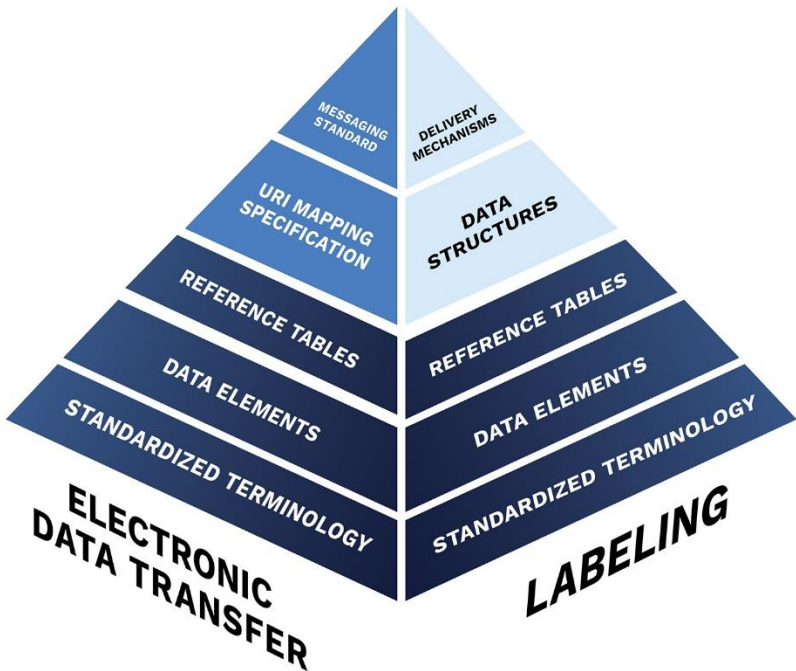 MESSAGING
STANDARD
URI MAPPING
SPECIFICATION
REFERENCE TABLES
DATA ELEMENTS
STANDARDIZED TERMINOLOGY
ELECTRONIC
DATA TRANSFER
DELIVERY
MECHANISMS
DATA
STRUCTURES
REFERENCE TABLES
DATA ELEMENTS
STANDARDIZED TERMINOLOGY
LABELING